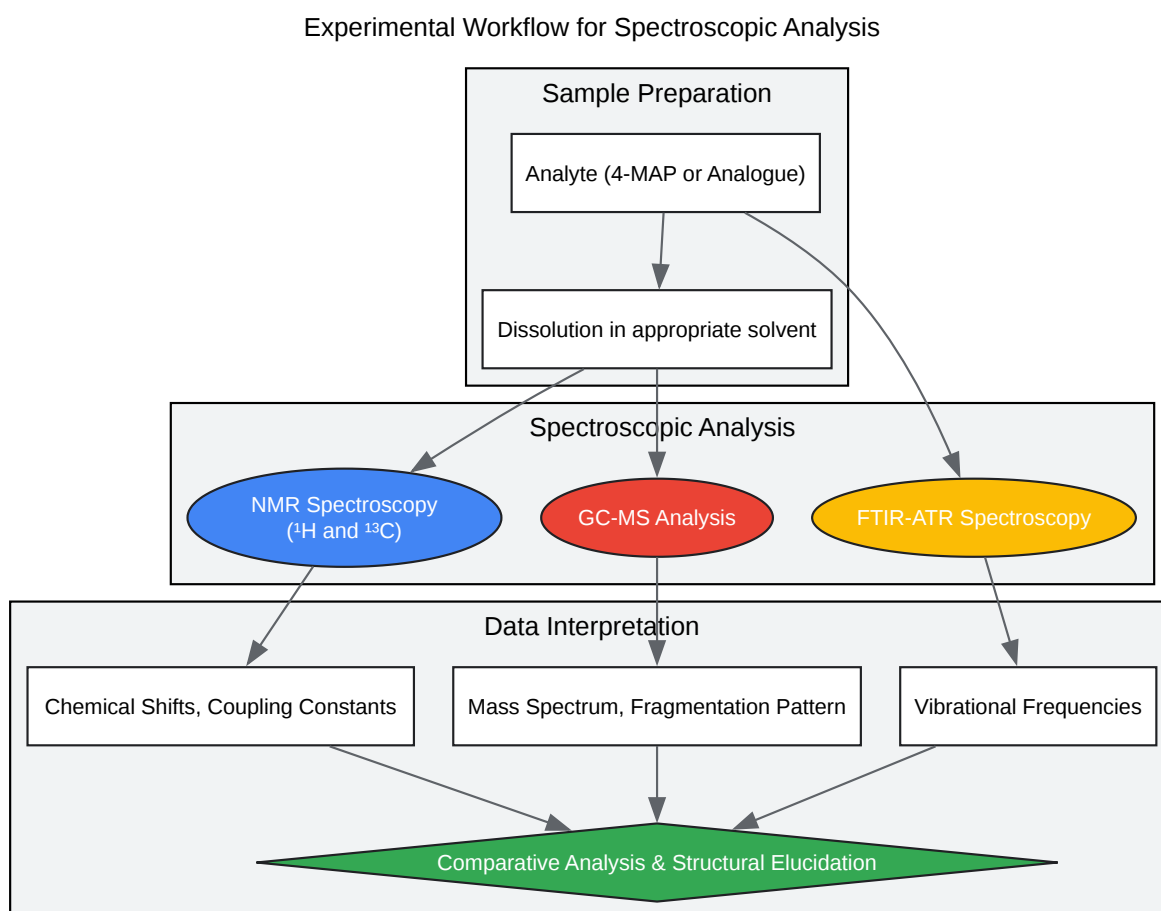 Experimental Workflow for Spectroscopic Analysis
Sample Preparation
Analyte (4-MAP or Analogue)
Dissolution in appropriate solvent
Spectroscopic Analysis
NMR Spectroscopy
(¹H and ¹³C)
GC-MS Analysis
FTIR-ATR Spectroscopy
Data Interpretation
Chemical Shifts, Coupling Constants
Mass Spectrum, Fragmentation Pattern
Vibrational Frequencies
Comparative Analysis & Structural Elucidation